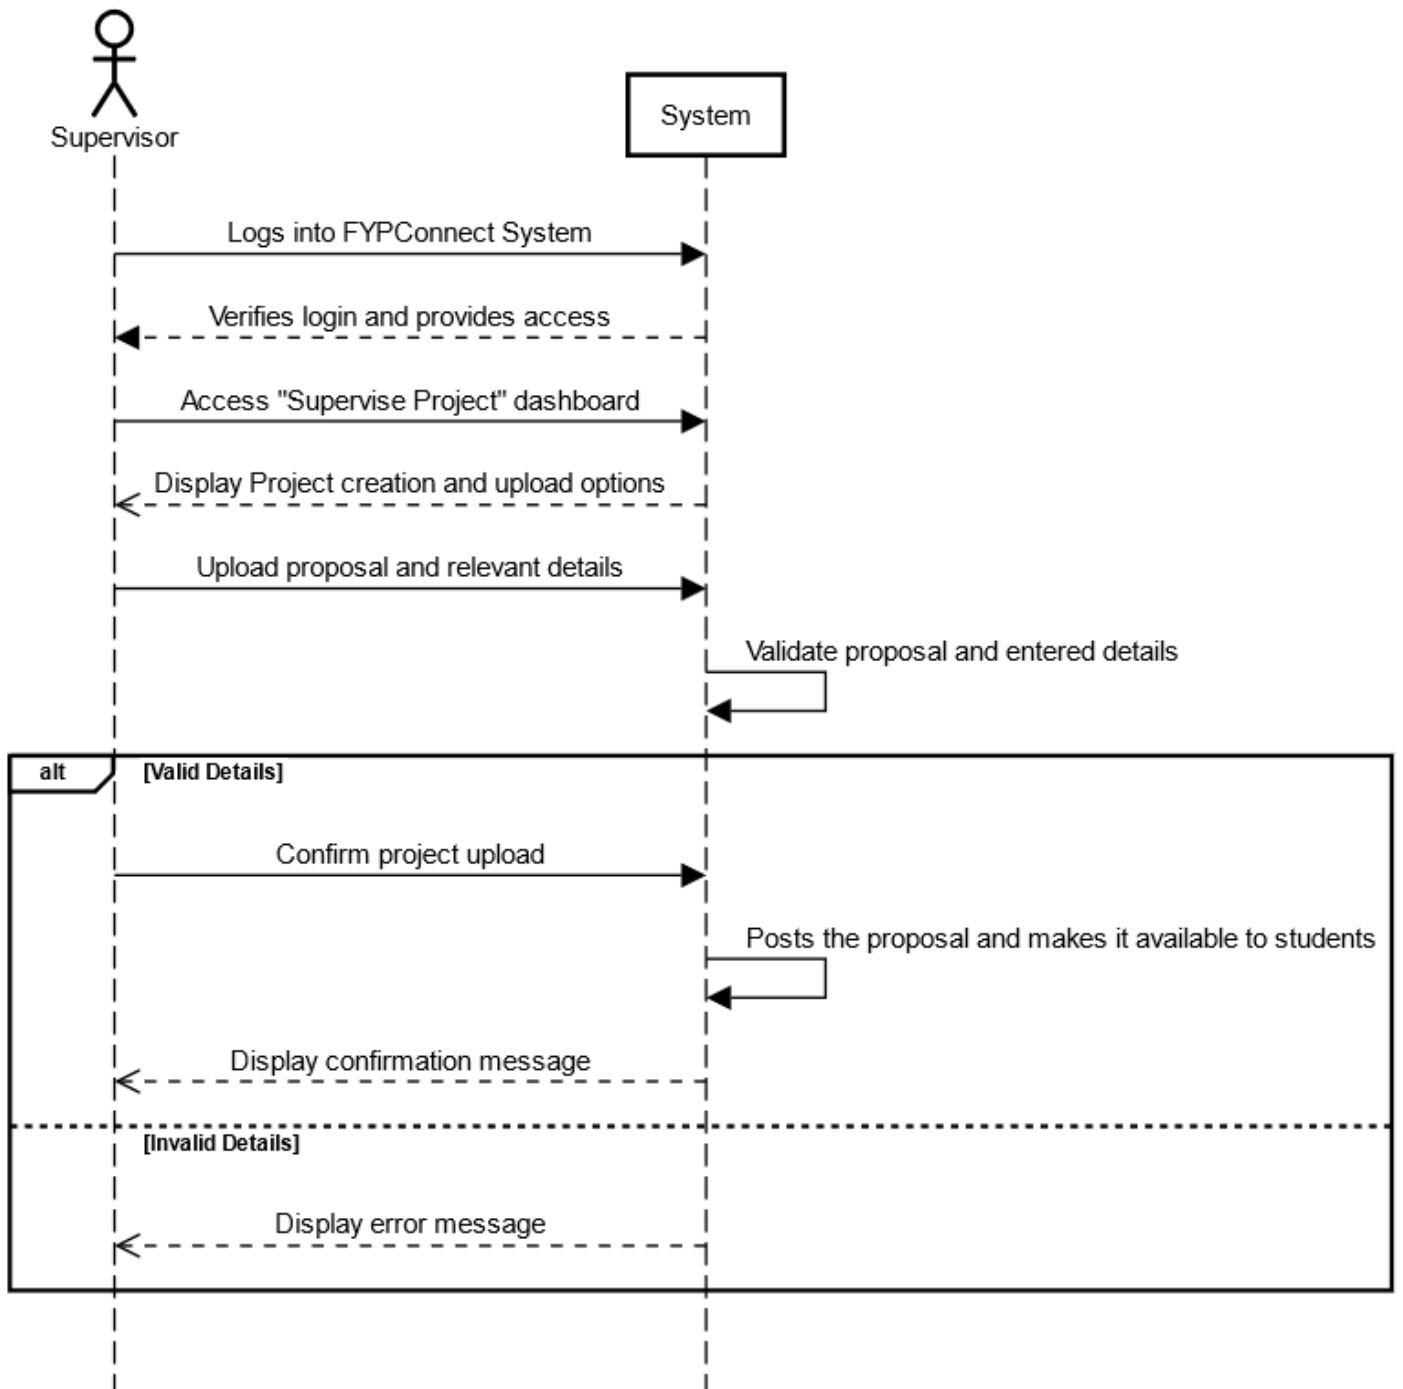 Supervisor
System
Logs into FYPConnect System
Verifies login and provides access
Access "Supervise Project" dashboard
Display Project creation and upload options
Upload proposal and relevant details
Validate proposal and entered details
alt
[Valid Details]
Confirm project upload
Posts the proposal and makes it available to students
Display confirmation message
[Invalid Details]
Display error message